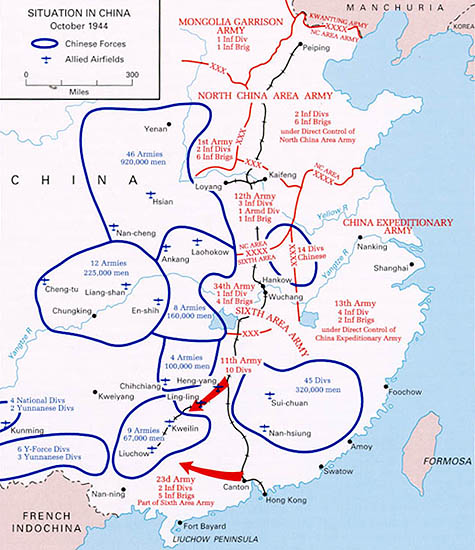 SITUATION IN CHINA
October 1944
Chinese Forces
Allied Airfields
0
300
Miles
MANCHURIA
MONGOLIA GARRISON
ARMY
1 Inf Div
1 Inf Brig
KWANTUNG ARMY
XXXXX
NC AREA ARMY
KOREA
Peiping
XXX
NORTH CHINA AREA ARMY
2 Inf Divs
6 Inf Brigs
under Direct Control of
North China Area Army
1st Army
2 Inf Divs
6 Inf Brigs
XXX
XXX
Yenan
46 Armies
920,000 men
Hsian
Nan-cheng
CHINA
Loyang
Kaifeng
12th Army
3 Inf Divs
1 Armd Div
1 Inf Brig
NC AREA
XXXX
Yellow R
CHINA EXPEDITIONARY
ARMY
Nanking
Yangtze R
Shanghai
Laohokow
Ankang
NC AREA
XXXX
SIXTH AREA
14 Divs
Chinese
XXXX
12 Armies
225,000 men
Cheng-tu
Liang-shan
En-shih
Chungking
Yangtze R
8 Armies
160,000 men
34th Army
1 Inf Div
4 Inf Brigs
Hankow
Wuchang
SIXTH AREA ARMY
XXX
13th Army
4 Inf Divs
2 Inf Brigs
under Direct Control of
China Expeditionary Army
4 Armies
100,000 men
11th Army
10 Divs
Chihchiang
Heng-yang
Ling-ling
Kweiyang
45 Divs
320,000 men
Sui-chuan
Nan-hsiung
Foochow
9 Armies
67,000 men
Kweilin
Liuchow
4 National Divs
2 Yunnanese Divs
Kunming
6 Y-Force Divs
3 Yunnanese Divs
Amoy
Swatow
FORMOSA
23d Army
2 Inf Divs
5 Inf Brigs
Part of Sixth Area Army
Canton
Hong Kong
Nan-ning
FRENCH
INDOCHINA
Fort Bayard
LIUCHOW PENINSULA